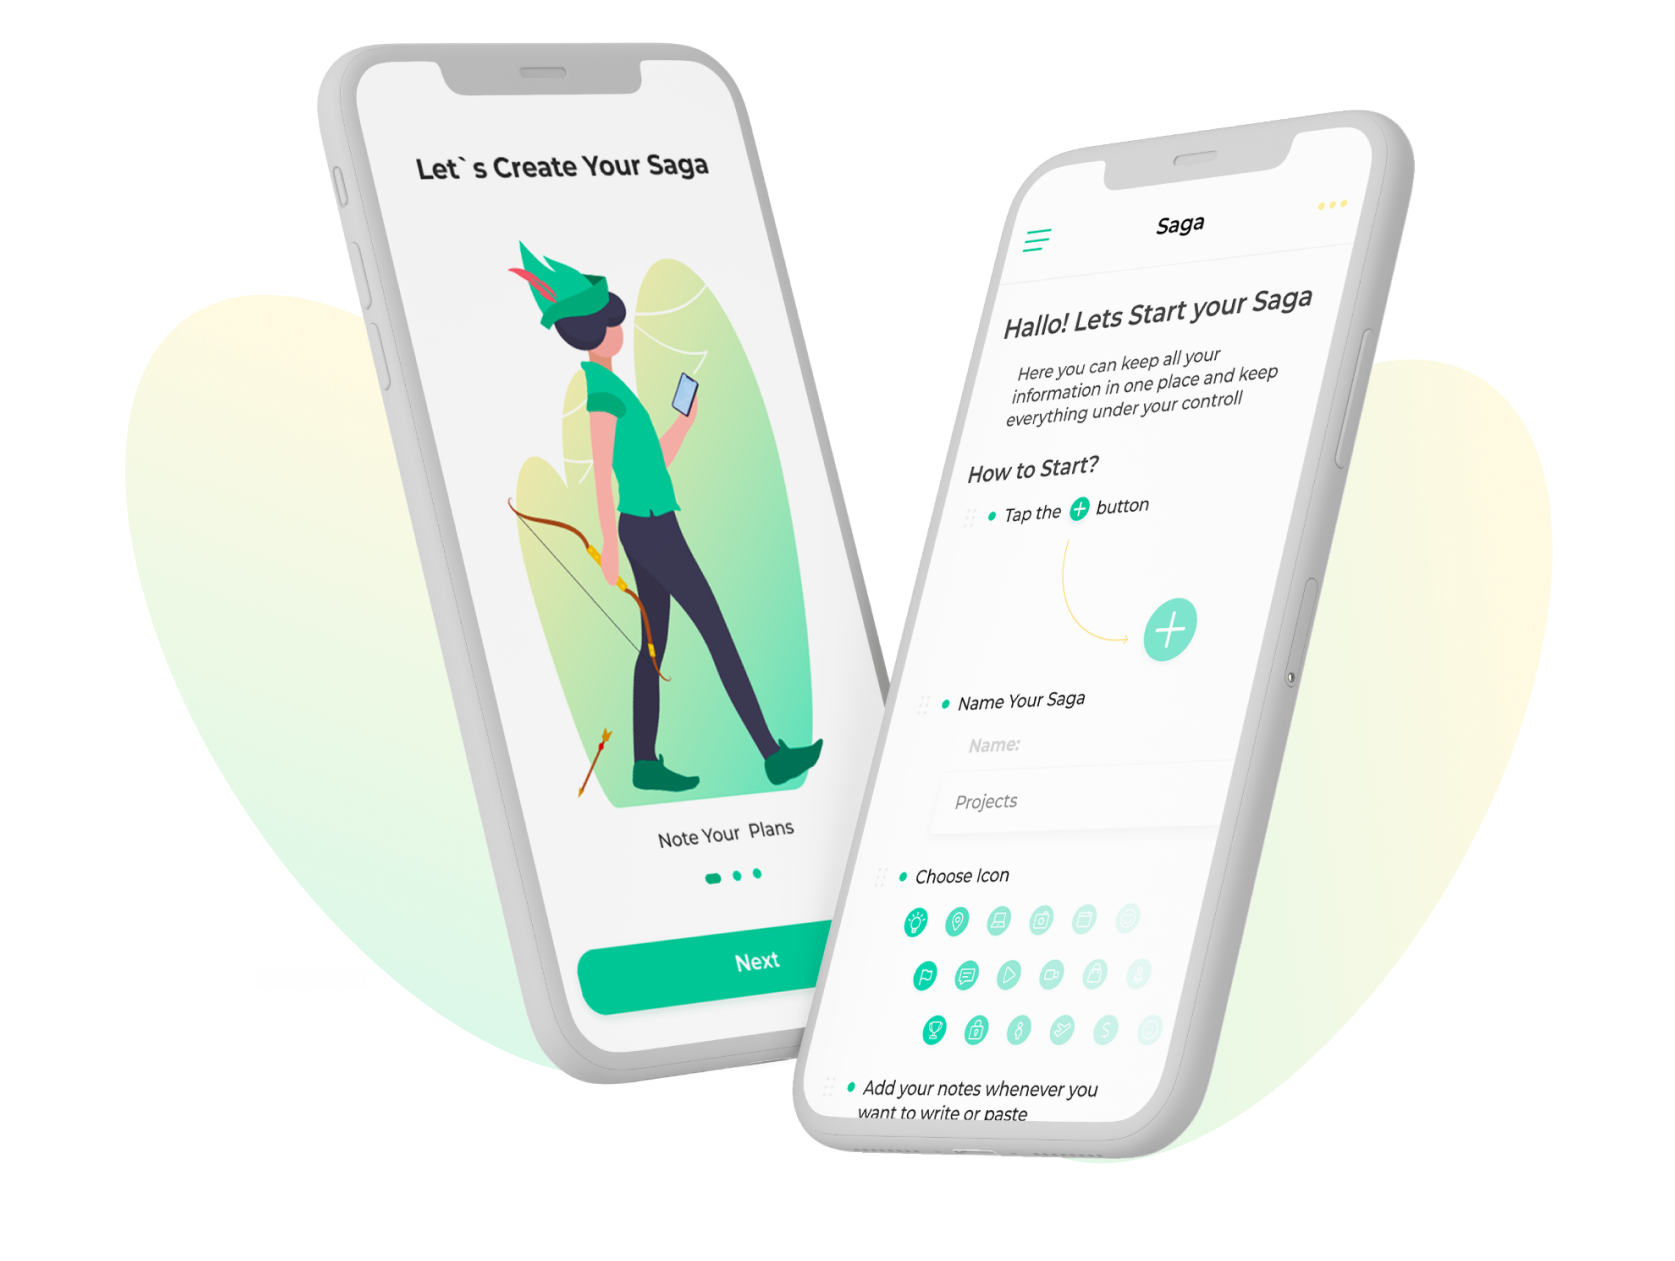 Let`s Create Your Saga
Note Your Plans
Next
Saga
Hallo! Lets Start your Saga
Here you can keep all your
information in one place and keep
everything under your controll
How to Start?
Tap the + button
Name Your Saga
Name:
Projects
Choose Icon
Add your notes whenever you
want to write or paste